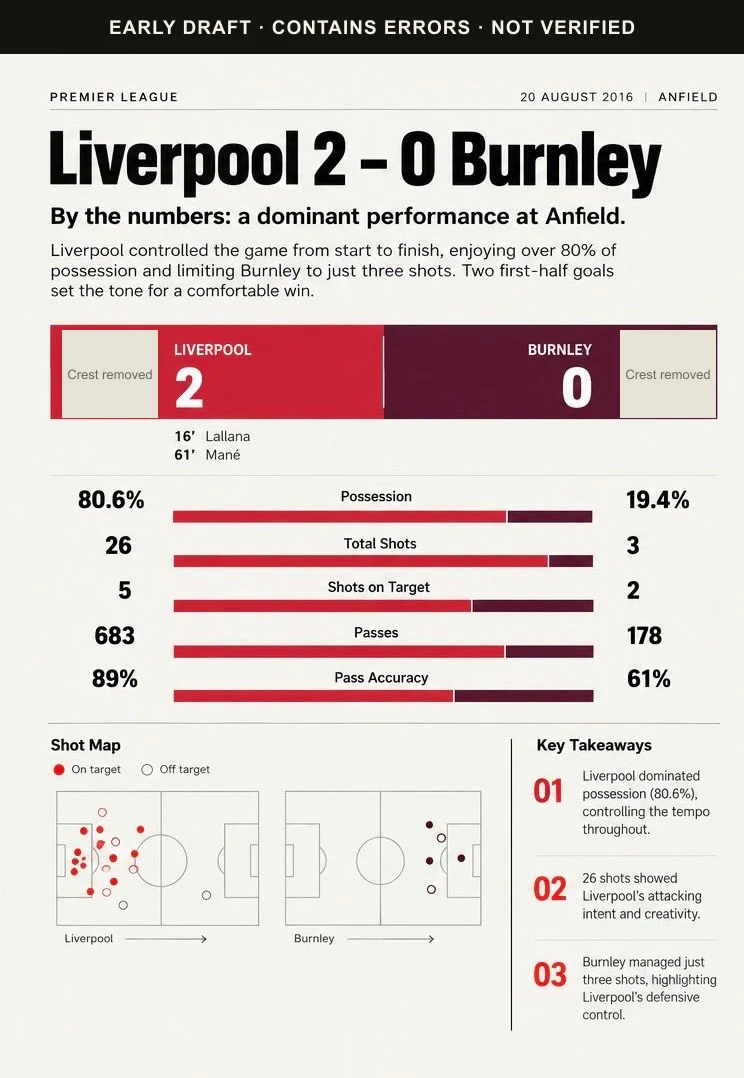 EARLY DRAFT · CONTAINS ERRORS · NOT VERIFIED
PREMIER LEAGUE
20 AUGUST 2016 | ANFIELD
Liverpool 2 – 0 Burnley
By the numbers: a dominant performance at Anfield.
Liverpool controlled the game from start to finish, enjoying over 80% of
possession and limiting Burnley to just three shots. Two first-half goals
set the tone for a comfortable win.
Crest removed
LIVERPOOL
2
BURNLEY
0
Crest removed
16’ Lallana
61’ Mané
80.6% Possession 19.4%
26 Total Shots 3
5 Shots on Target 2
683 Passes 178
89% Pass Accuracy 61%
Shot Map
On target Off target
Liverpool
Burnley
Key Takeaways
01
Liverpool dominated
possession (80.6%),
controlling the tempo
throughout.
02
26 shots showed
Liverpool’s attacking
intent and creativity.
03
Burnley managed just
three shots, highlighting
Liverpool’s defensive
control.